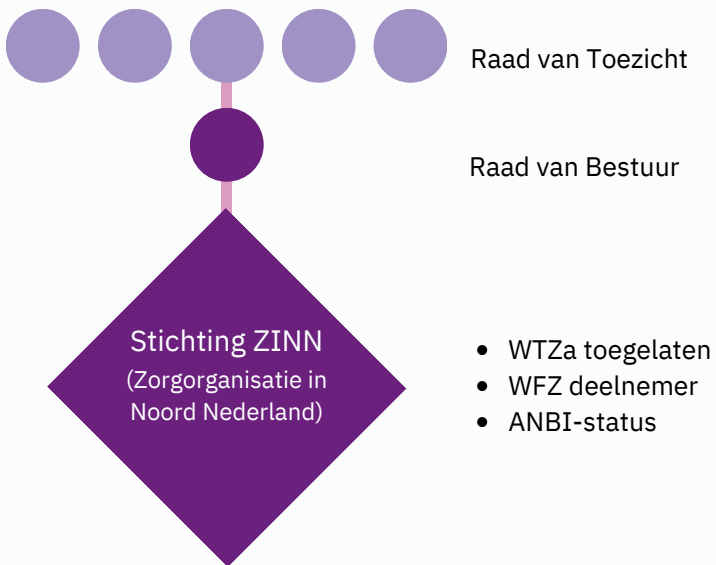 Raad van Toezicht
Raad van Bestuur
Stichting ZINN
(Zorgorganisatie in
Noord Nederland)
• WTZa toegelaten
• WFZ deelnemer
• ANBI-status